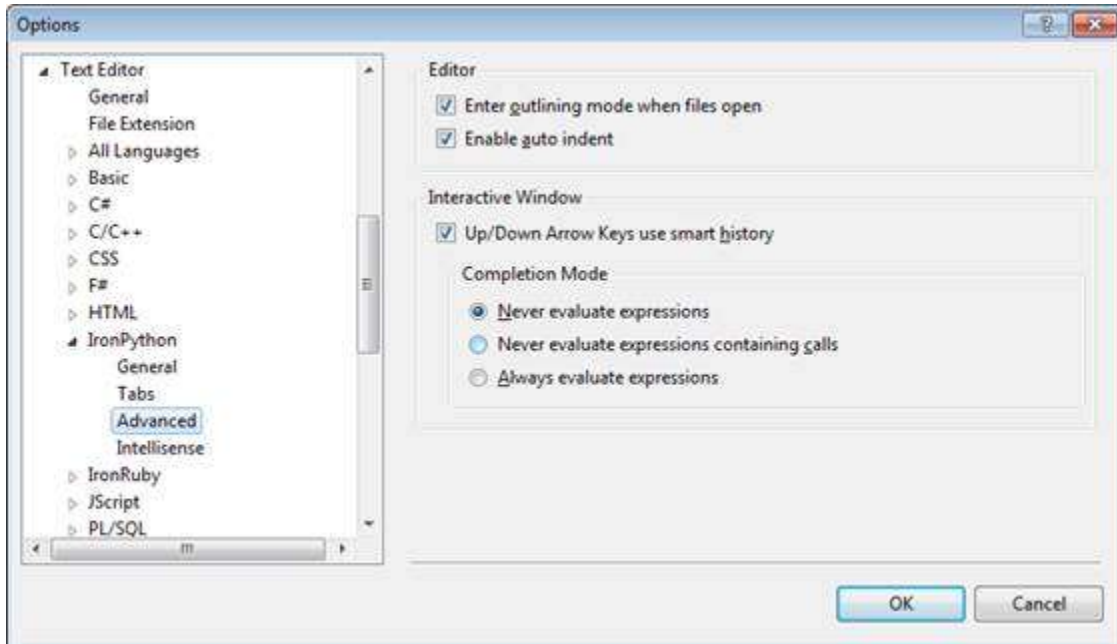 Options
Text Editor
General
File Extension
All Languages
Basic
C#
C/C++
CSS
F#
HTML
IronPython
General
Tabs
Advanced
Intellisense
IronRuby
JScript
PL/SQL
Editor
Enter outlining mode when files open
Enable auto indent
Interactive Window
Up/Down Arrow Keys use smart history
Completion Mode
Never evaluate expressions
Never evaluate expressions containing calls
Always evaluate expressions
OK
Cancel